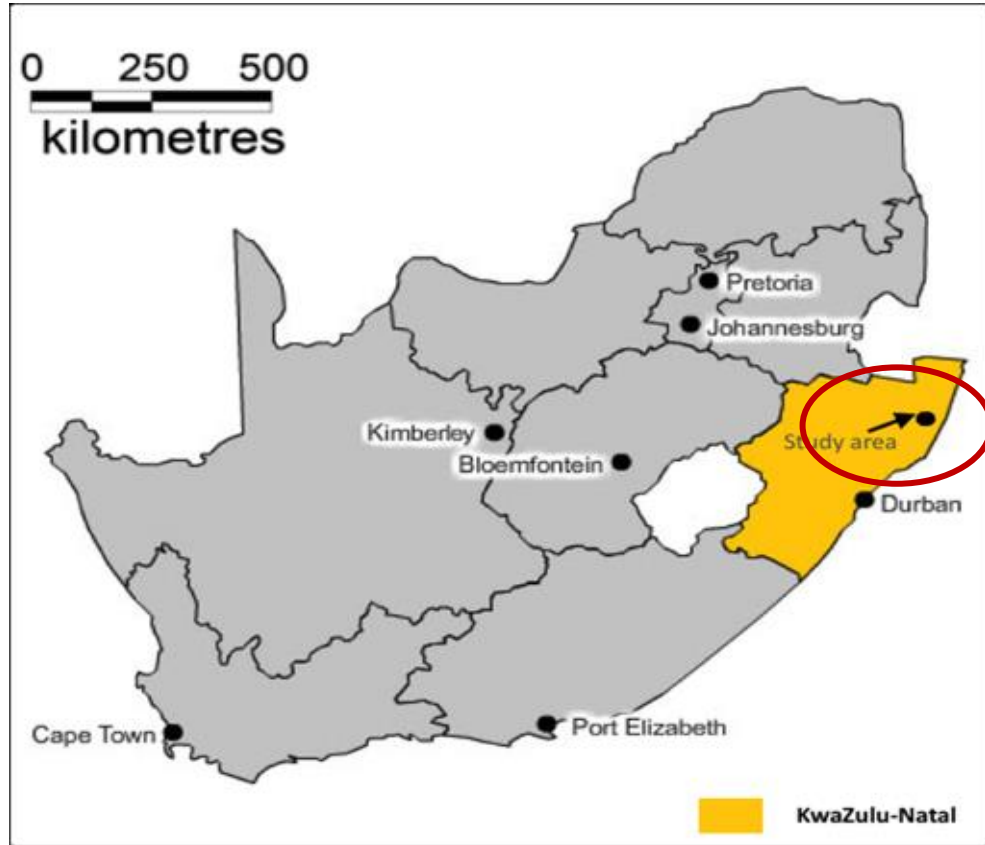 0 250 500
kilometres
Pretoria
Johannesburg
Kimberley
Bloemfontein
Study area
Durban
Cape Town
Port Elizabeth
KwaZulu-Natal